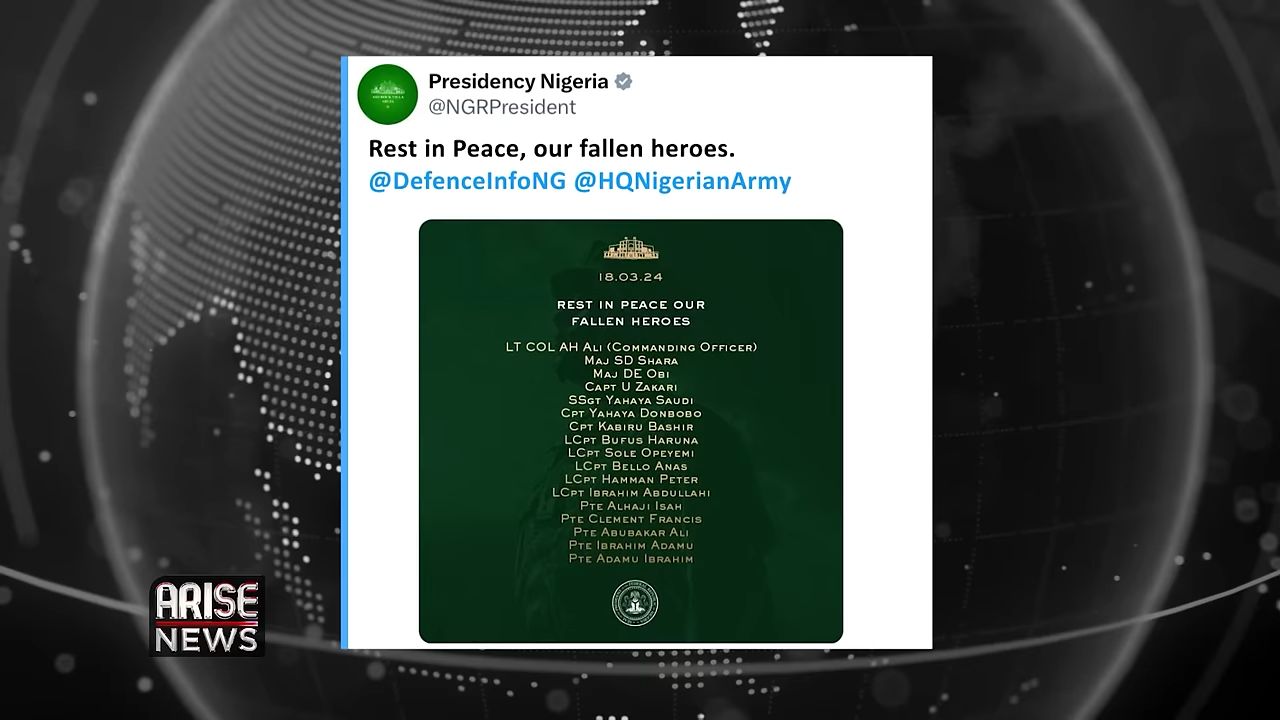 Presidency Nigeria
@NGRPresident
Rest in Peace, our fallen heroes.
@DefenceInfoNG @HQNigerianArmy
18.03.24
REST IN PEACE OUR
FALLEN HEROES
LT COL AH ALI (COMMANDING OFFICER)
MAJ SD SHARA
MAJ DE OBI
CAPT U ZAKARI
SSGT YAHAYA SAUDI
CPT YAHAYA DONBOBO
CPT KABIRU BASHIR
LCPT BUFUS HARUNA
LCPT SOLE OPEYEMI
LCPT BELLO ANAS
LCPT HAMMAN PETER
LCPT IBRAHIM ABDULLAHI
PTE ALHAJI ISAH
PTE CLEMENT FRANCIS
PTE ABUBAKAR ALI
PTE IBRAHIM ADAMU
PTE ADAMU IBRAHIM
ARISE
NEWS